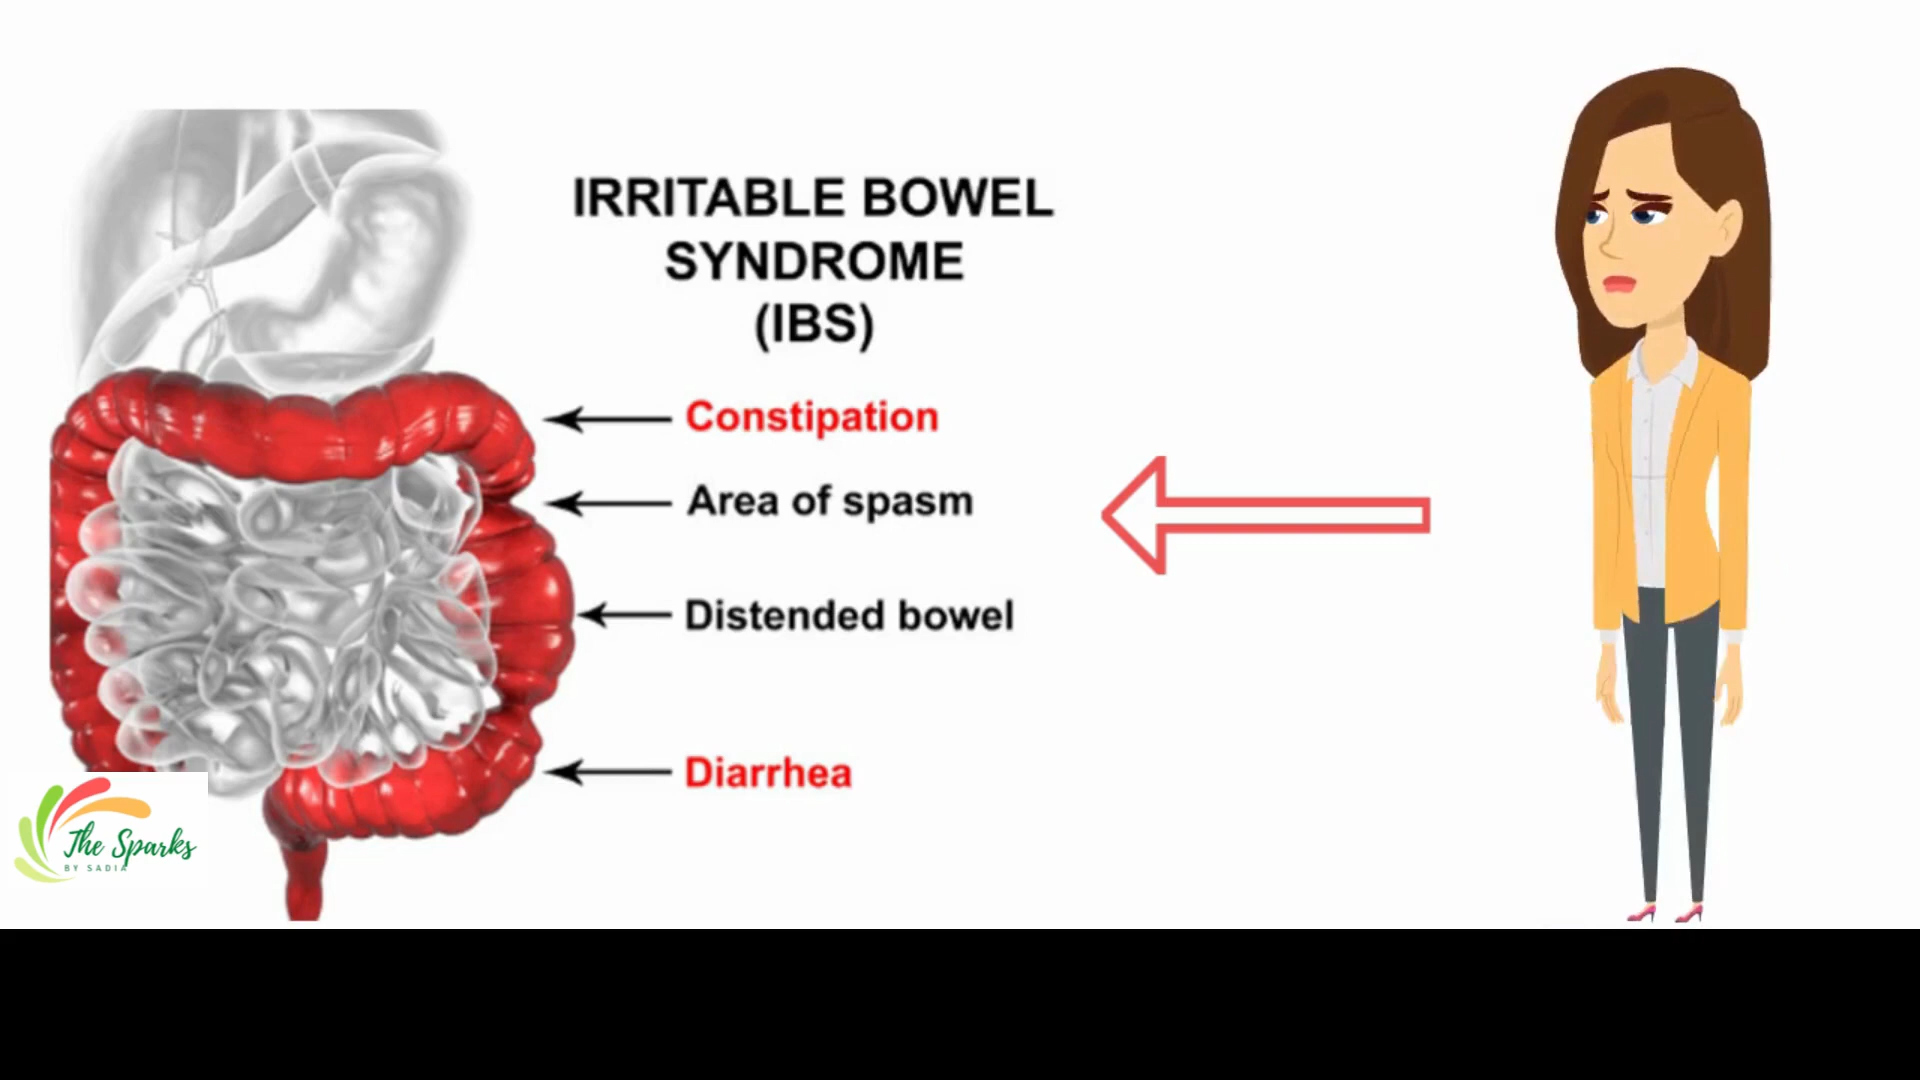 IRRITABLE BOWEL
SYNDROME
(IBS)
Constipation
Area of spasm
Distended bowel
Diarrhea
The Sparks
BY SADIA